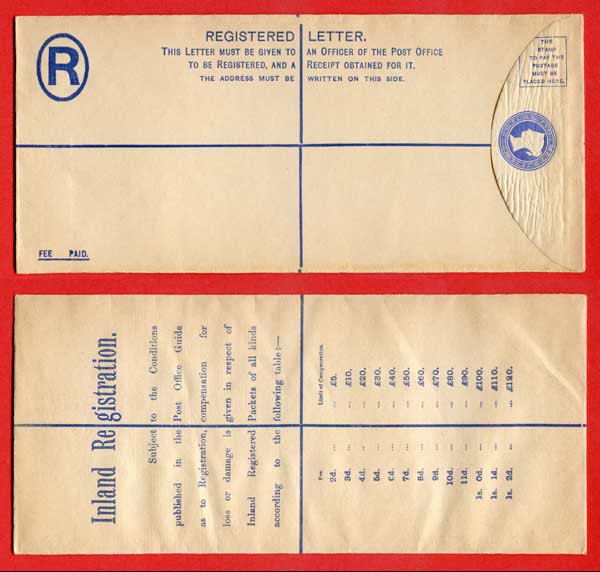 R
REGISTERED LETTER.
THIS LETTER MUST BE GIVEN TO AN OFFICER OF THE POST OFFICE
TO BE REGISTERED, AND A RECEIPT OBTAINED FOR IT.
THE ADDRESS MUST BE WRITTEN ON THIS SIDE.
THE
STAMP
TO PAY THE
POSTAGE
MUST BE
PLACED HERE.
FEE PAID.
Inland Registration.
Subject to the Conditions
published in the Post Office Guide
as to Registration, compensation for
loss or damage is given in respect of
Inland Registered Packets of all kinds
according to the following table:—
Fee. Limit of Compensation.
2d. ... ... £5.
3d. ... ... £10.
4d. ... ... £20.
5d. ... ... £30.
6d. ... ... £40.
7d. ... ... £50.
8d. ... ... £60.
9d. ... ... £70.
10d. ... ... £80.
11d. ... ... £90.
1s. 0d. ... ... £100.
1s. 1d. ... ... £110.
1s. 2d. ... ... £120.